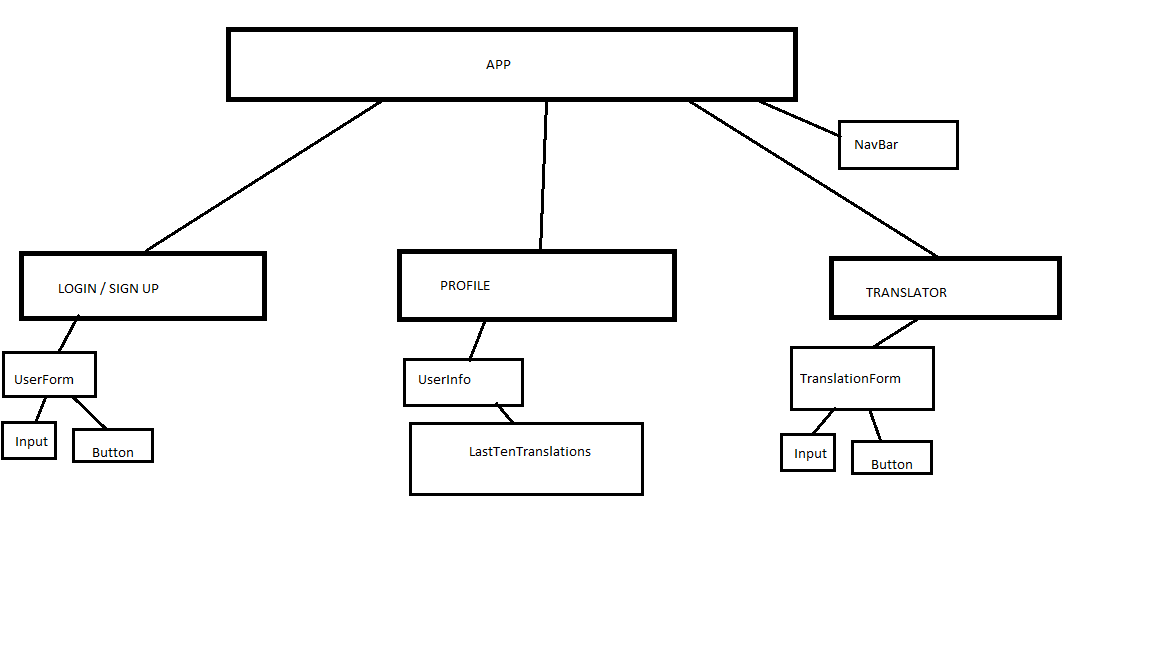 APP
NavBar
LOGIN / SIGN UP
PROFILE
TRANSLATOR
UserForm
UserInfo
TranslationForm
Input
Button
LastTenTranslations
Input
Button